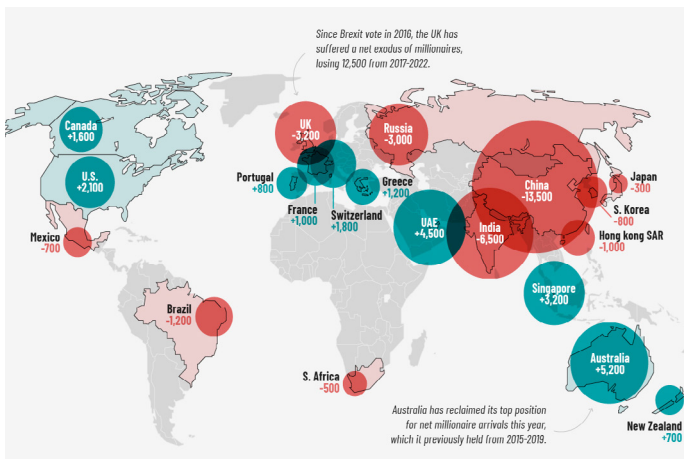 Since Brexit vote in 2016, the UK has
suffered a net exodus of millionaires,
losing 12,500 from 2017-2022.
Canada
+1,600
U.S.
+2,100
Mexico
-700
Brazil
-1,200
UK
-3,200
Russia
-3,000
Portugal
+800
France
+1,000
Switzerland
+1,800
Greece
+1,200
UAE
+4,500
India
-6,500
China
-13,500
Japan
-300
S. Korea
-800
Hong kong SAR
-1,000
Singapore
+3,200
S. Africa
-500
Australia
+5,200
New Zealand
+700
Australia has reclaimed its top position
for net millionaire arrivals this year,
which it previously held from 2015-2019.